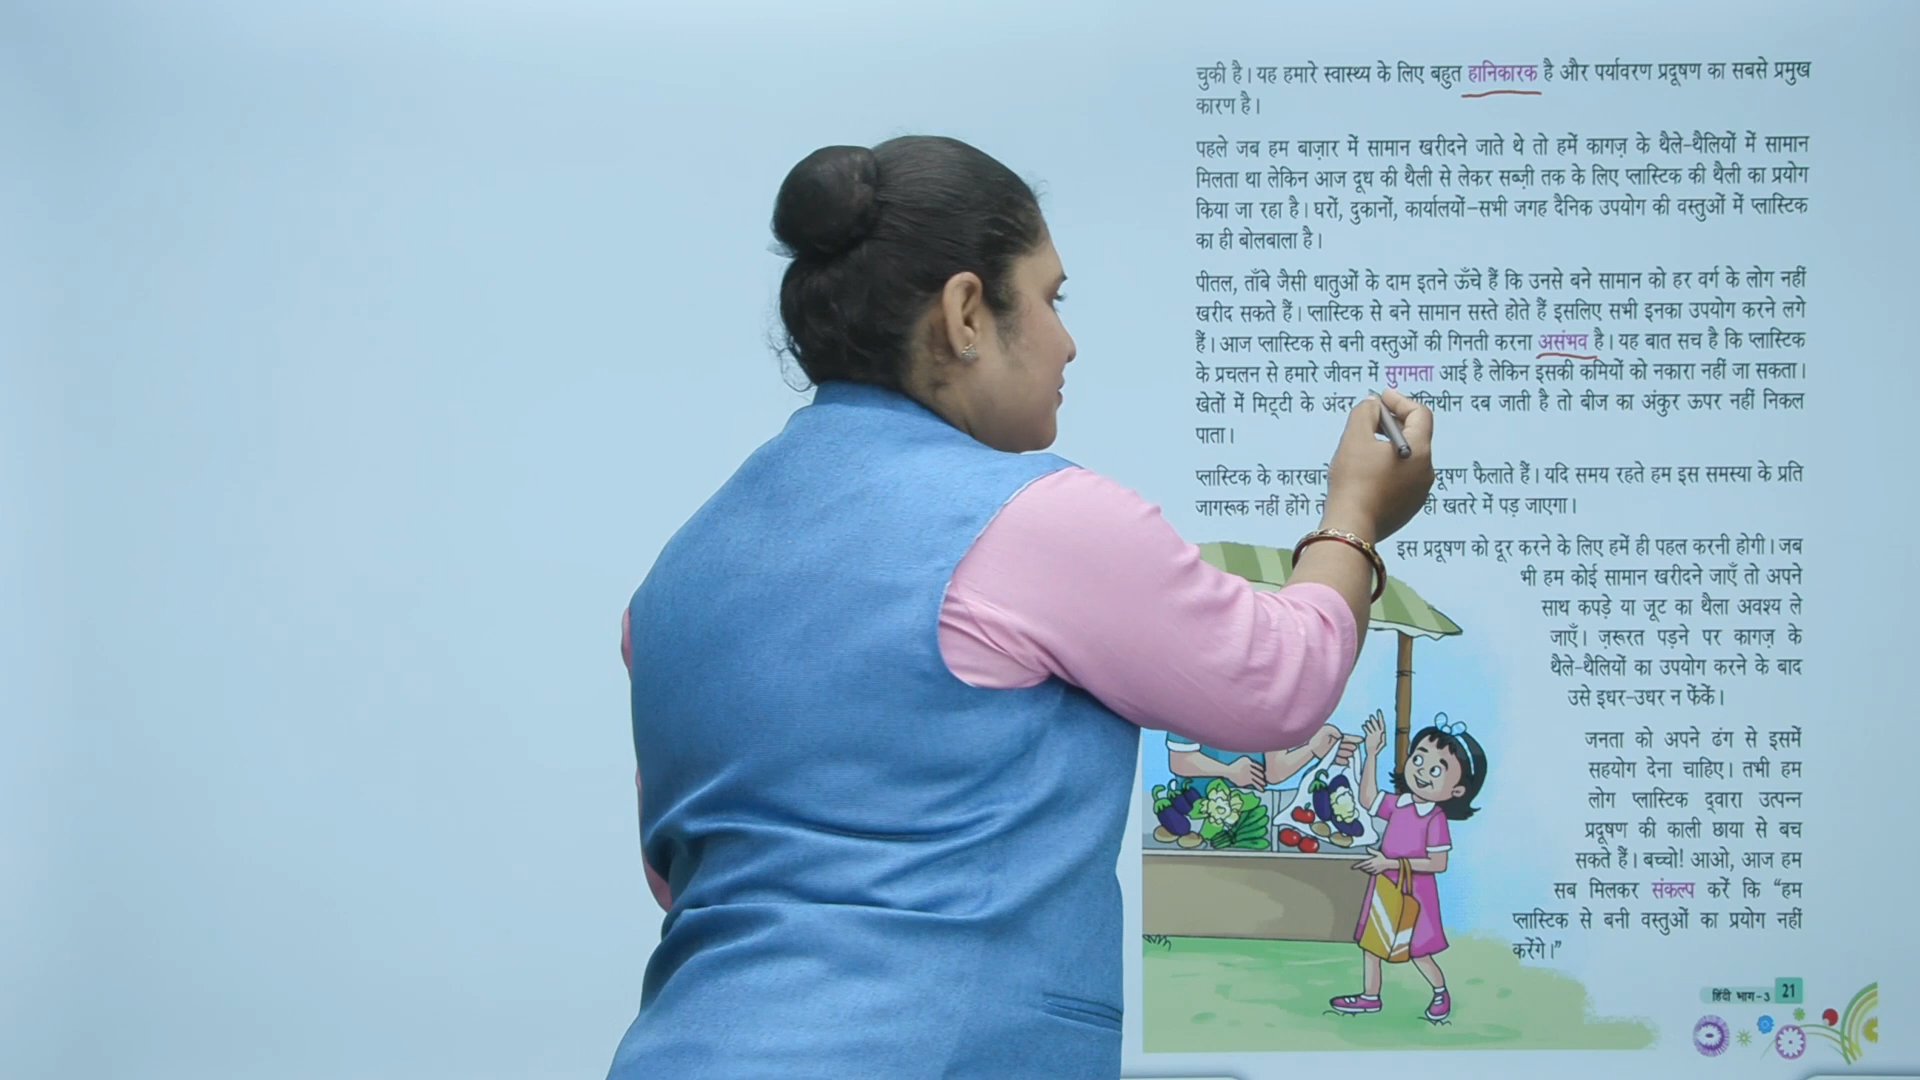 चुकी है। यह हमारे स्वास्थ्य के लिए बहुत हानिकारक है और पर्यावरण प्रदूषण का सबसे प्रमुख
कारण है।
पहले जब हम बाज़ार में सामान खरीदने जाते थे तो हमें कागज़ के थैले-थैलियों में सामान
मिलता था लेकिन आज दूध की थैली से लेकर सब्ज़ी तक के लिए प्लास्टिक की थैली का प्रयोग
किया जा रहा है। घरों, दुकानों, कार्यालयों-सभी जगह दैनिक उपयोग की वस्तुओं में प्लास्टिक
का ही बोलबाला है।
पीतल, ताँबे जैसी धातुओं के दाम इतने ऊँचे हैं कि उनसे बने सामान को हर वर्ग के लोग नहीं
खरीद सकते हैं। प्लास्टिक से बने सामान सस्ते होते हैं इसलिए सभी इनका उपयोग करने लगे
हैं। आज प्लास्टिक से बनी वस्तुओं की गिनती करना असंभव है। यह बात सच है कि प्लास्टिक
के प्रचलन से हमारे जीवन में सुगमता आई है लेकिन इसकी कमियों को नकारा नहीं जा सकता।
खेतों में मिट्टी के अंदर दब जाती है तो बीज का अंकुर ऊपर नहीं निकल
पाता।
प्लास्टिक के फैलाते हैं। यदि समय रहते हम इस समस्या के प्रति
जागरूक नहीं होंगे ही खतरे में पड़ जाएगा।
इस प्रदूषण को दूर करने के लिए हमें ही पहल करनी होगी। जब
भी हम कोई सामान खरीदने जाएँ तो अपने
साथ कपड़े या जूट का थैला अवश्य ले
जाएँ। ज़रूरत पड़ने पर कागज़ के
थैले-थैलियों का उपयोग करने के बाद
उसे इधर-उधर न फेंकें।
जनता को अपने ढंग से इसमें
सहयोग देना चाहिए। तभी हम
लोग प्लास्टिक द्वारा उत्पन्न
प्रदूषण की काली छाया से बच
सकते हैं। बच्चो! आओ, आज हम
सब मिलकर संकल्प करें कि “हम
प्लास्टिक से बनी वस्तुओं का प्रयोग नहीं
करेंगे।”
हिंदी भाग-3 21